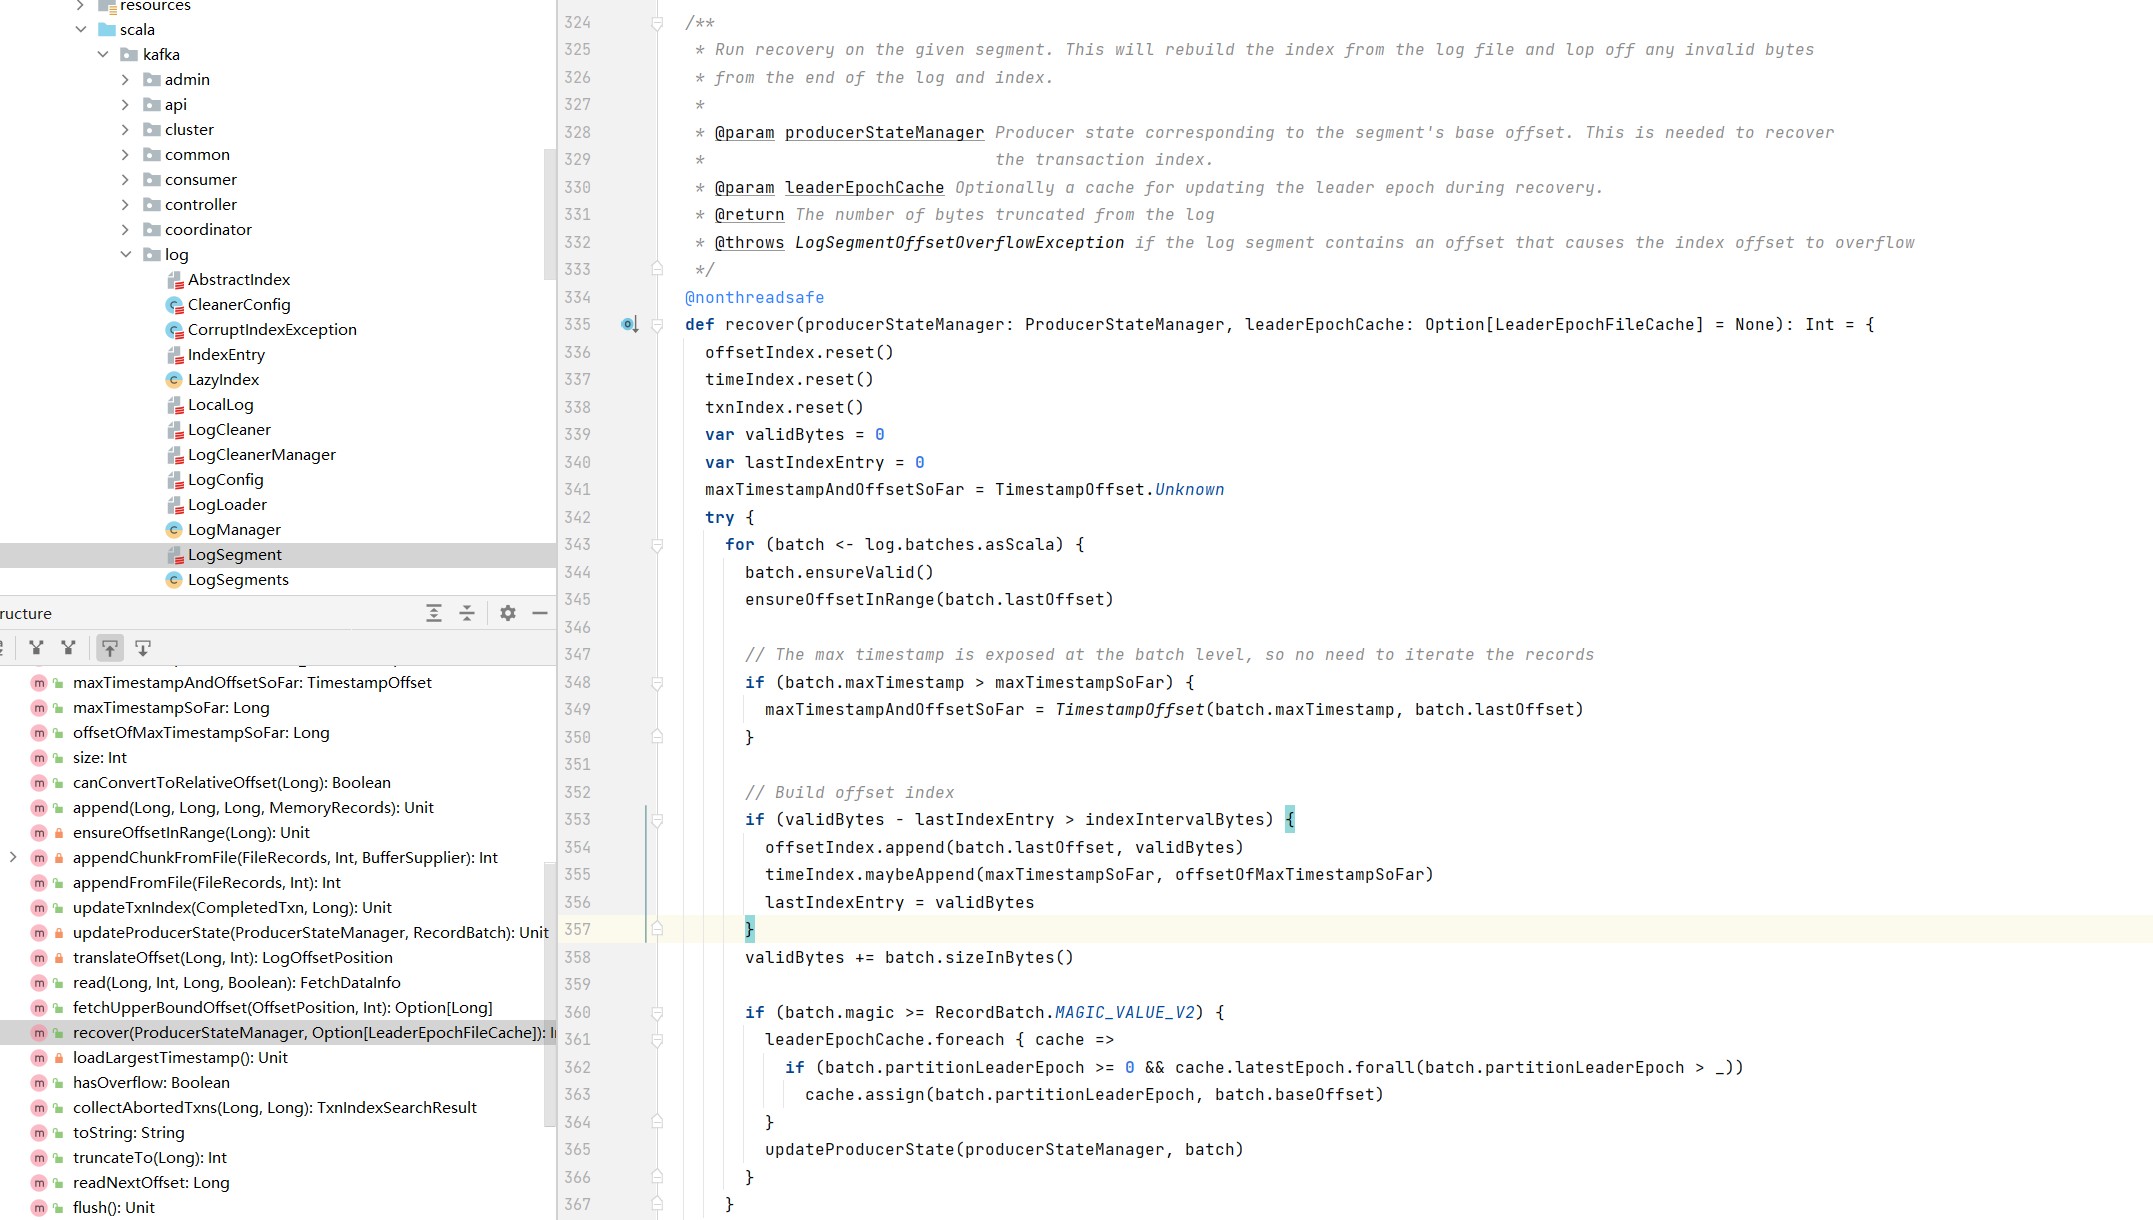 resources
scala
kafka
admin
api
cluster
common
consumer
controller
coordinator
log
AbstractIndex
CleanerConfig
CorruptIndexException
IndexEntry
LazyIndex
LocalLog
LogCleaner
LogCleanerManager
LogConfig
LogLoader
LogManager
LogSegment
LogSegments
ructure
maxTimestampAndOffsetSoFar: TimestampOffset
maxTimestampSoFar: Long
offsetOfMaxTimestampSoFar: Long
size: Int
canConvertToRelativeOffset(Long): Boolean
append(Long, Long, Long, MemoryRecords): Unit
ensureOffsetInRange(Long): Unit
appendChunkFromFile(FileRecords, Int, BufferSupplier): Int
appendFromFile(FileRecords, Int): Int
updateTxnIndex(CompletedTxn, Long): Unit
updateProducerState(ProducerStateManager, RecordBatch): Unit
translateOffset(Long, Int): LogOffsetPosition
read(Long, Int, Long, Boolean): FetchDataInfo
fetchUpperBoundOffset(OffsetPosition, Int): Option[Long]
recover(ProducerStateManager, Option[LeaderEpochFileCache]): I
loadLargestTimestamp(): Unit
hasOverflow: Boolean
collectAbortedTxns(Long, Long): TxnIndexSearchResult
toString: String
truncateTo(Long): Int
readNextOffset: Long
flush(): Unit
324 /**
325 * Run recovery on the given segment. This will rebuild the index from the log file and lop off any invalid bytes
326 * from the end of the log and index.
327 *
328 * @param producerStateManager Producer state corresponding to the segment's base offset. This is needed to recover
329 * the transaction index.
330 * @param leaderEpochCache Optionally a cache for updating the leader epoch during recovery.
331 * @return The number of bytes truncated from the log
332 * @throws LogSegmentOffsetOverflowException if the log segment contains an offset that causes the index offset to overflow
333 */
334 @nonthreadsafe
335 def recover(producerStateManager: ProducerStateManager, leaderEpochCache: Option[LeaderEpochFileCache] = None): Int = {
336 offsetIndex.reset()
337 timeIndex.reset()
338 txnIndex.reset()
339 var validBytes = 0
340 var lastIndexEntry = 0
341 maxTimestampAndOffsetSoFar = TimestampOffset.Unknown
342 try {
343 for (batch <- log.batches.asScala) {
344 batch.ensureValid()
345 ensureOffsetInRange(batch.lastOffset)
346
347 // The max timestamp is exposed at the batch level, so no need to iterate the records
348 if (batch.maxTimestamp > maxTimestampSoFar) {
349 maxTimestampAndOffsetSoFar = TimestampOffset(batch.maxTimestamp, batch.lastOffset)
350 }
351
352 // Build offset index
353 if (validBytes - lastIndexEntry > indexIntervalBytes) {
354 offsetIndex.append(batch.lastOffset, validBytes)
355 timeIndex.maybeAppend(maxTimestampSoFar, offsetOfMaxTimestampSoFar)
356 lastIndexEntry = validBytes
357 }
358 validBytes += batch.sizeInBytes()
359
360 if (batch.magic >= RecordBatch.MAGIC_VALUE_V2) {
361 leaderEpochCache.foreach { cache =>
362 if (batch.partitionLeaderEpoch >= 0 && cache.latestEpoch.forall(batch.partitionLeaderEpoch > _))
363 cache.assign(batch.partitionLeaderEpoch, batch.baseOffset)
364 }
365 updateProducerState(producerStateManager, batch)
366 }
367 }